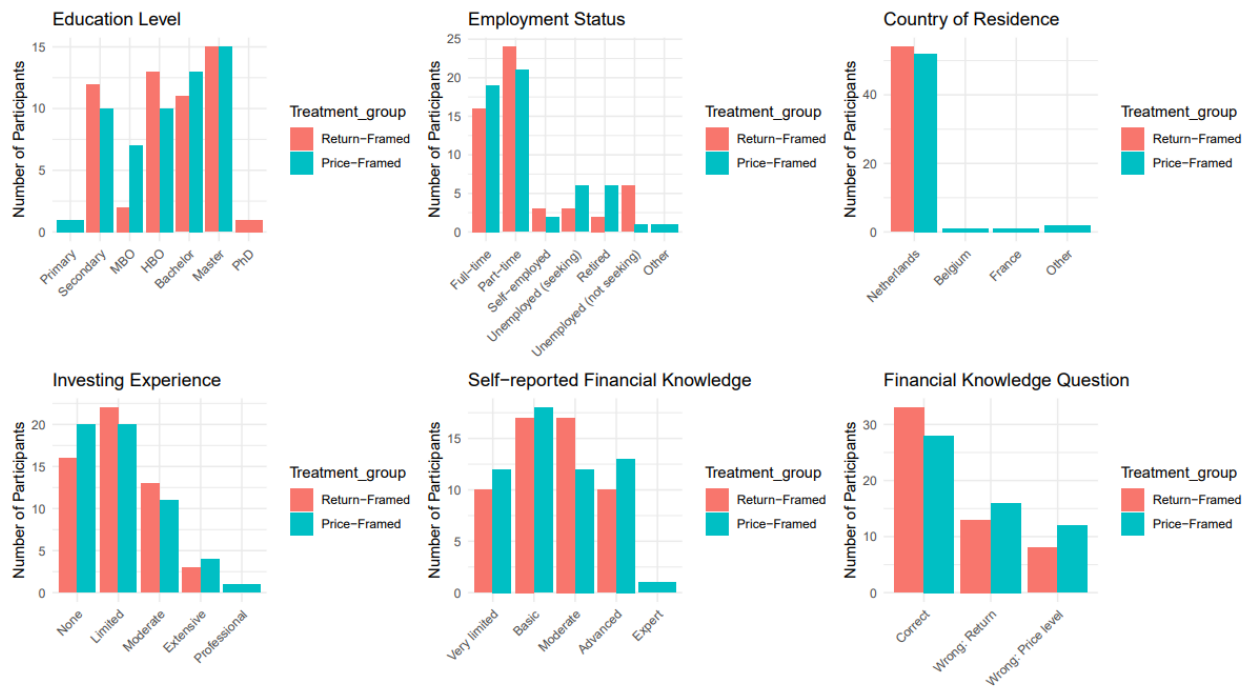 Education Level
Number of Participants
15
10
5
0
Primary
Secondary
MBO
HBO
Bachelor
Master
PhD
Treatment_group
Return-Framed
Price-Framed
Employment Status
Number of Participants
25
20
15
10
5
0
Full-time
Part-time
Self-employed
Unemployed (seeking)
Retired
Unemployed (not seeking)
Other
Treatment_group
Return-Framed
Price-Framed
Country of Residence
Number of Participants
40
20
0
Netherlands
Belgium
France
Other
Treatment_group
Return-Framed
Price-Framed
Investing Experience
Number of Participants
20
15
10
5
0
None
Limited
Moderate
Extensive
Professional
Treatment_group
Return-Framed
Price-Framed
Self-reported Financial Knowledge
Number of Participants
15
10
5
0
Very limited
Basic
Moderate
Advanced
Expert
Treatment_group
Return-Framed
Price-Framed
Financial Knowledge Question
Number of Participants
30
20
10
0
Correct
Wrong: Return
Wrong: Price level
Treatment_group
Return-Framed
Price-Framed